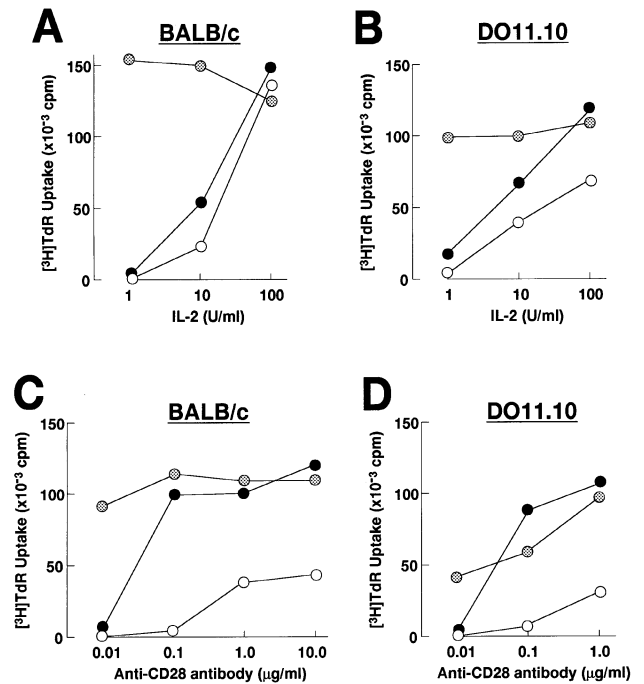 A
BALB/c
[³H]TdR Uptake (x10⁻³ cpm)
150
100
50
0
1 10 100
IL-2 (U/ml)
B
DO11.10
[³H]TdR Uptake (x10⁻³ cpm)
150
100
50
0
1 10 100
IL-2 (U/ml)
C
BALB/c
[³H]TdR Uptake (x10⁻³ cpm)
150
100
50
0
0.01 0.1 1.0 10.0
Anti-CD28 antibody (μg/ml)
D
DO11.10
[³H]TdR Uptake (x10⁻³ cpm)
150
100
50
0
0.01 0.1 1.0
Anti-CD28 antibody (μg/ml)